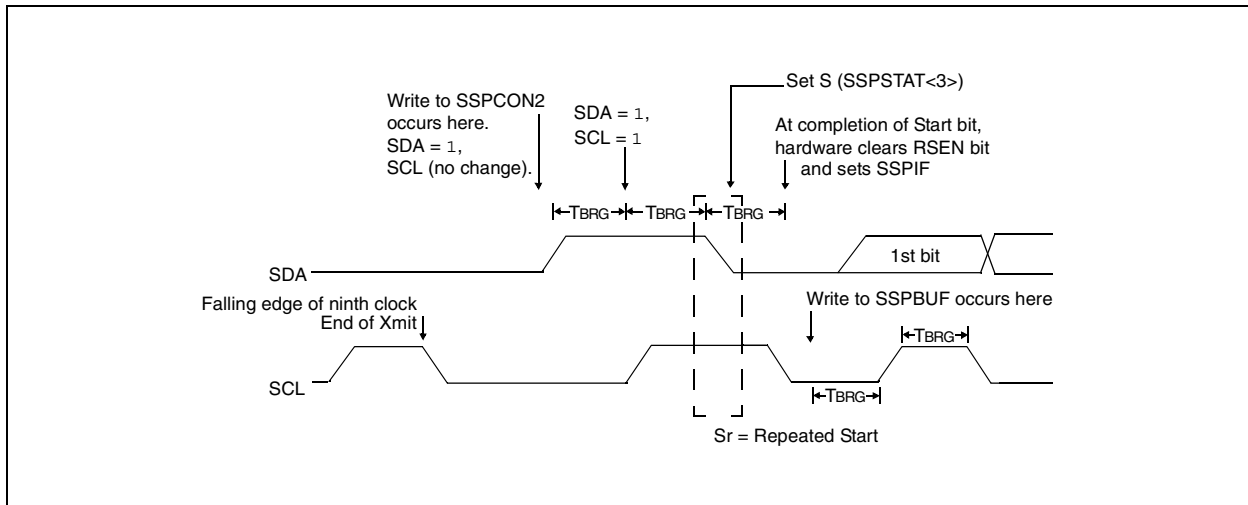 Write to SSPCON2
occurs here.
SDA = 1,
SCL (no change).
SDA = 1,
SCL = 1
Set S (SSPSTAT<3>)
At completion of Start bit,
hardware clears RSEN bit
and sets SSPIF
TBRG
TBRG
TBRG
SDA
1st bit
Falling edge of ninth clock
End of Xmit
Write to SSPBUF occurs here
TBRG
SCL
TBRG
Sr = Repeated Start